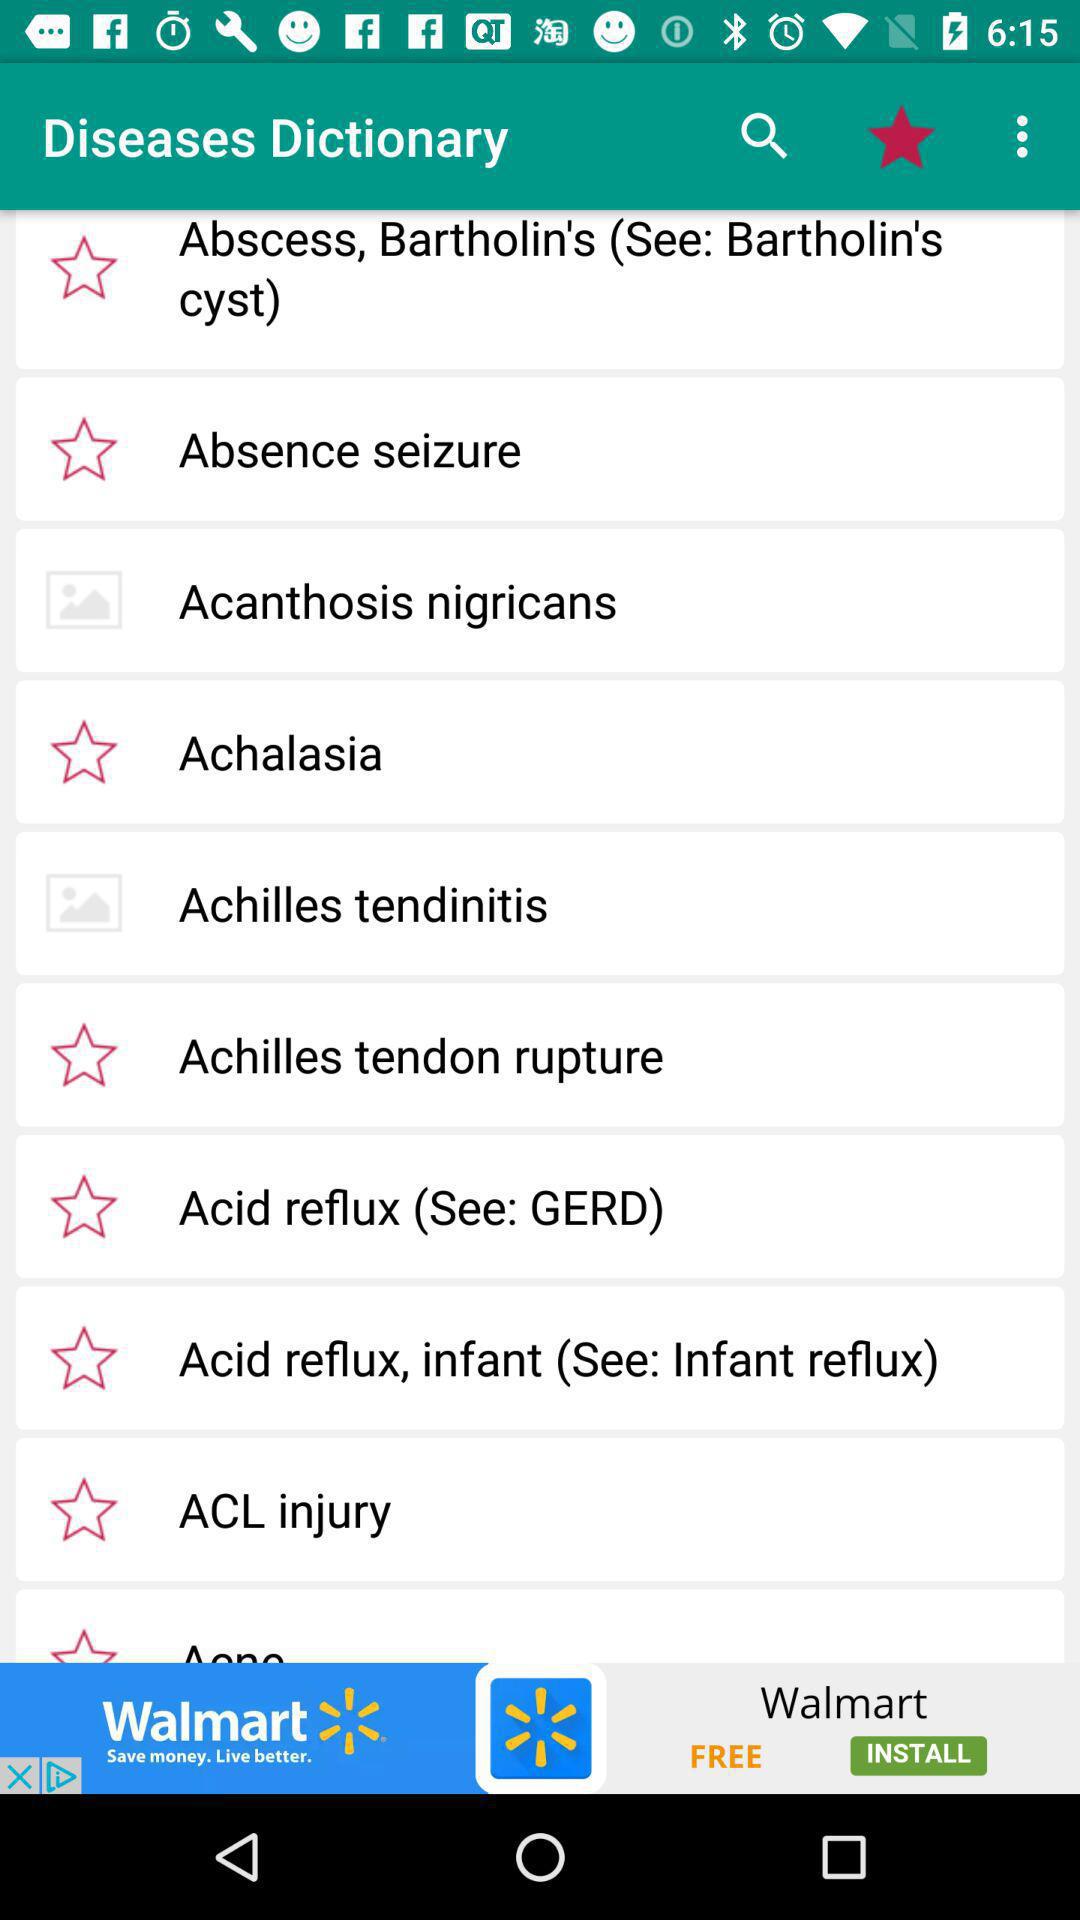 QT 淘 6:15
Diseases Dictionary
Abscess, Bartholin's (See: Bartholin's
cyst)
Absence seizure
Acanthosis nigricans
Achalasia
Achilles tendinitis
Achilles tendon rupture
Acid reflux (See: GERD)
Acid reflux, infant (See: Infant reflux)
ACL injury
Acne
Walmart
Save money. Live better.
Walmart
FREE INSTALL